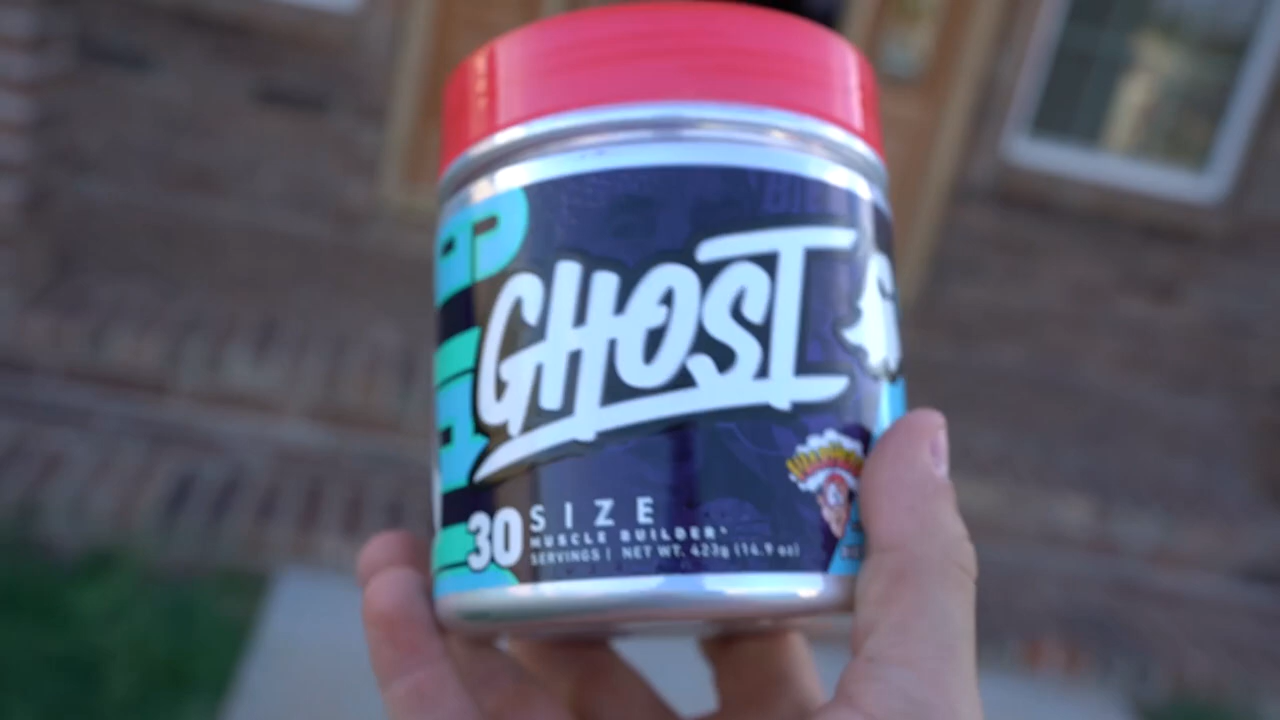 GHOST
30 SIZE
MUSCLE BUILDER*
SERVINGS | NET WT. 423g (14.9 oz)